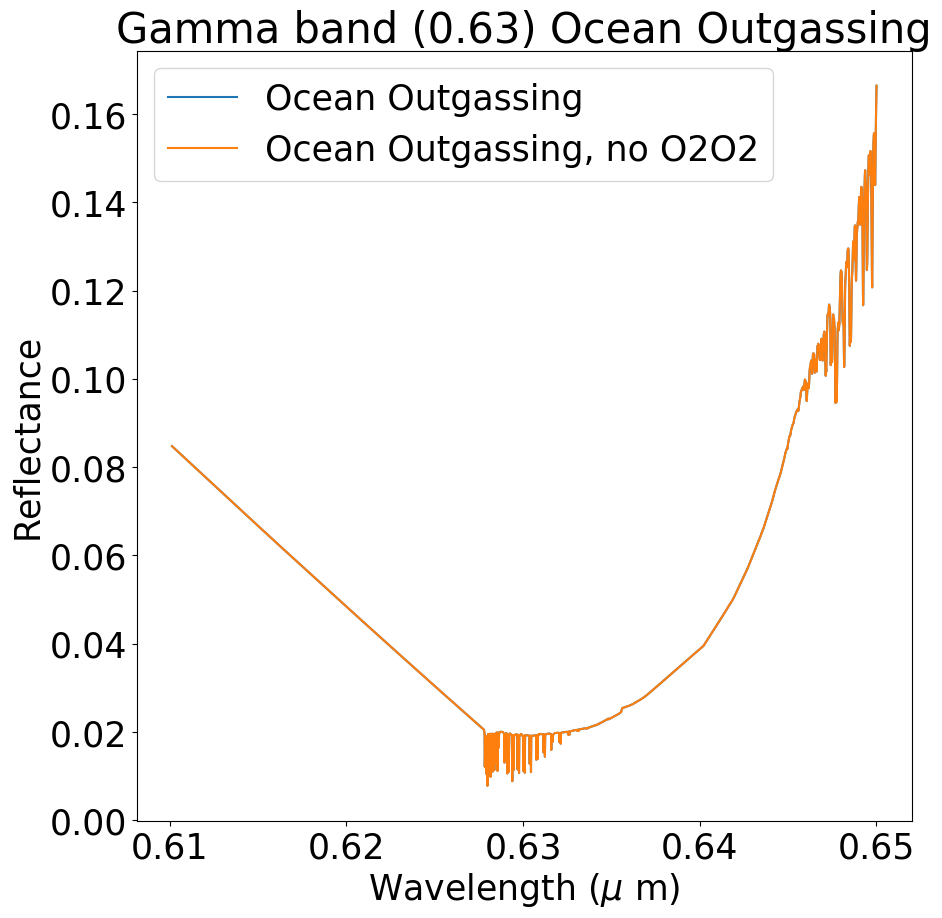 Gamma band (0.63) Ocean Outgassing
Ocean Outgassing
Ocean Outgassing, no O2O2
0.16
0.14
0.12
0.10
0.08
0.06
0.04
0.02
0.00
Reflectance
0.61 0.62 0.63 0.64 0.65
Wavelength (μ m)